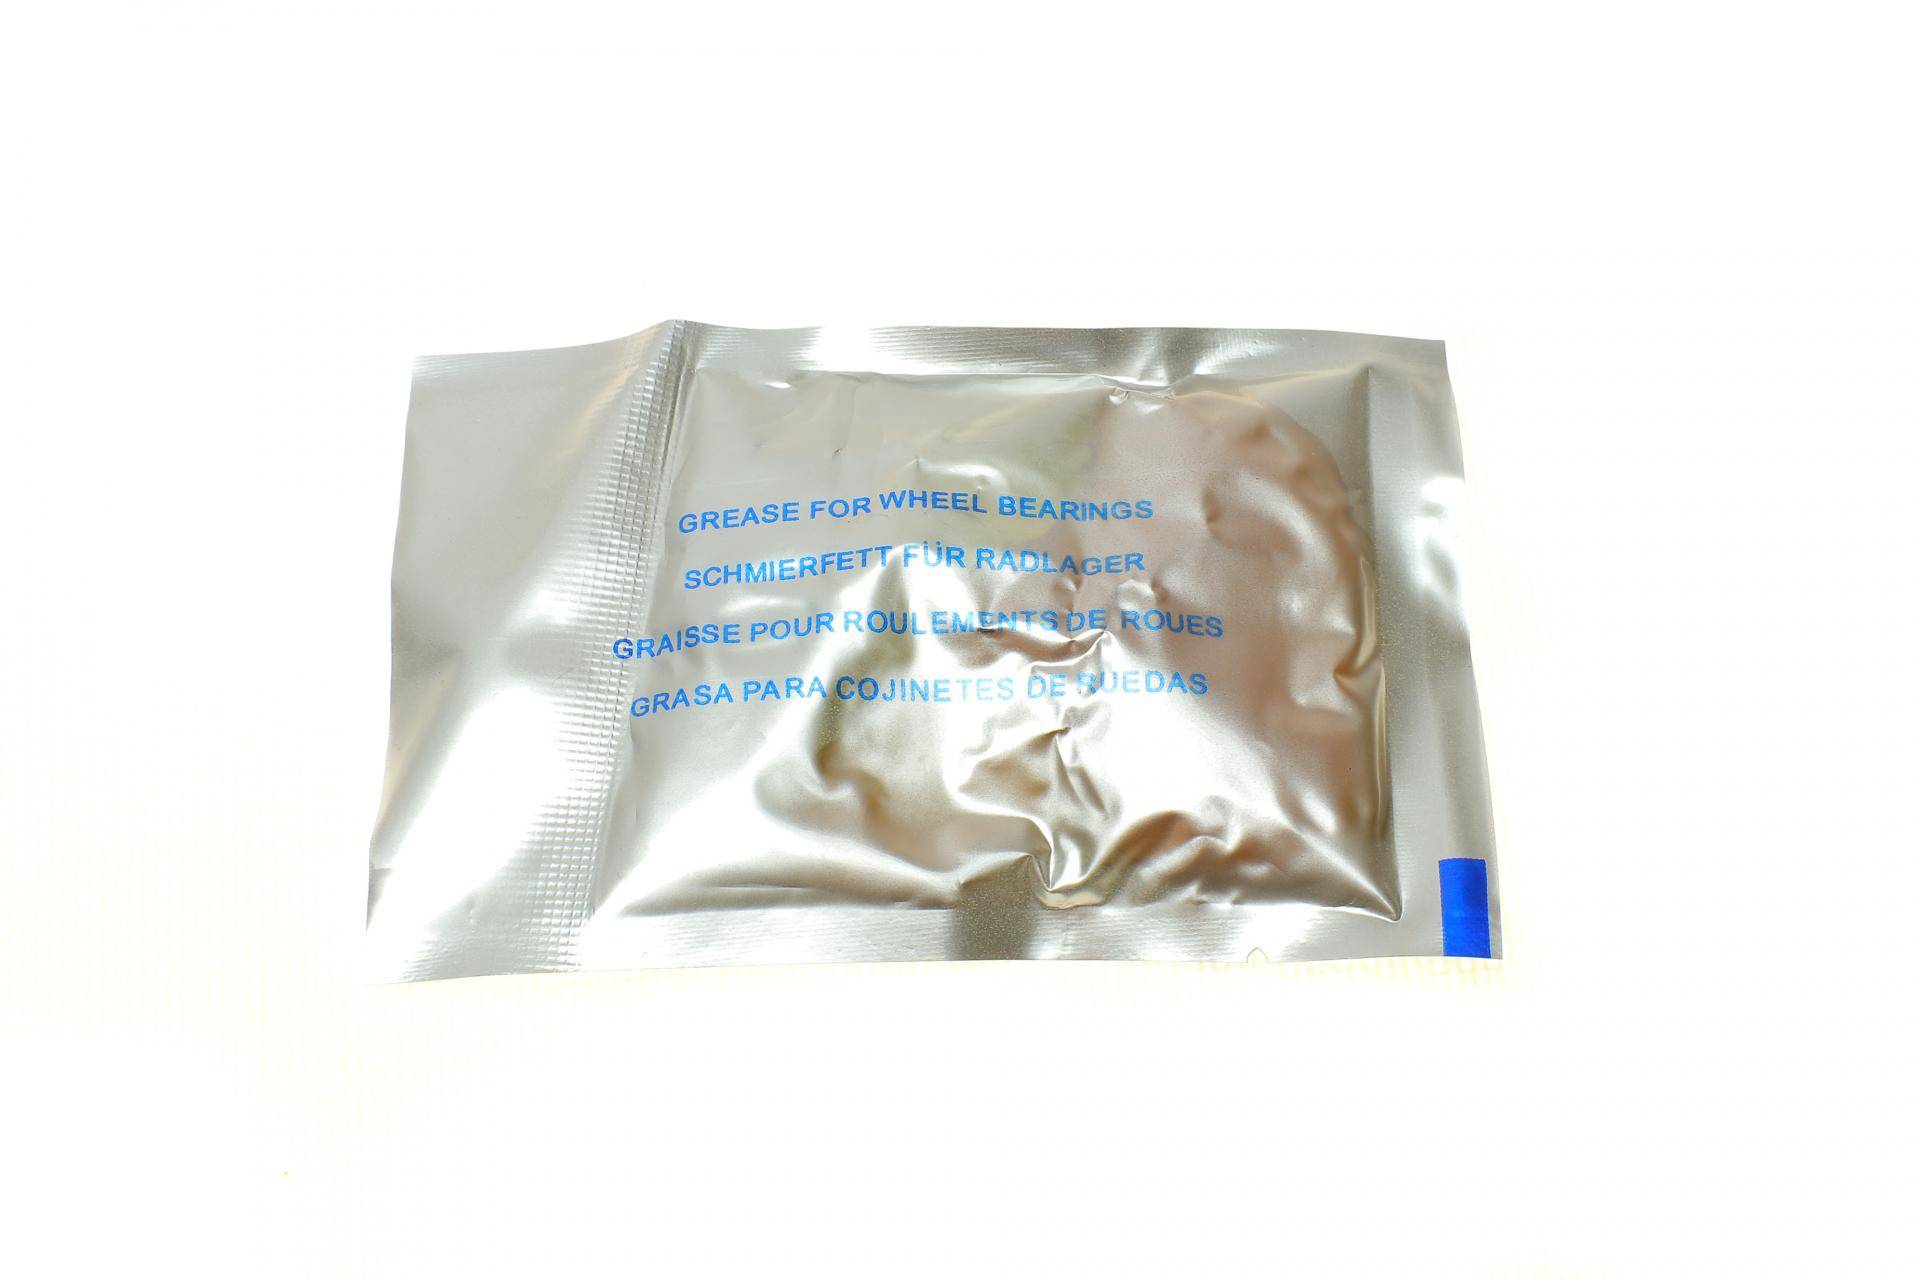 GREASE FOR WHEEL BEARINGS
SCHMIERFETT FÜR RADLAGER
GRAISSE POUR ROULEMENTS DE ROUES
GRASA PARA COJINETES DE RUEDAS